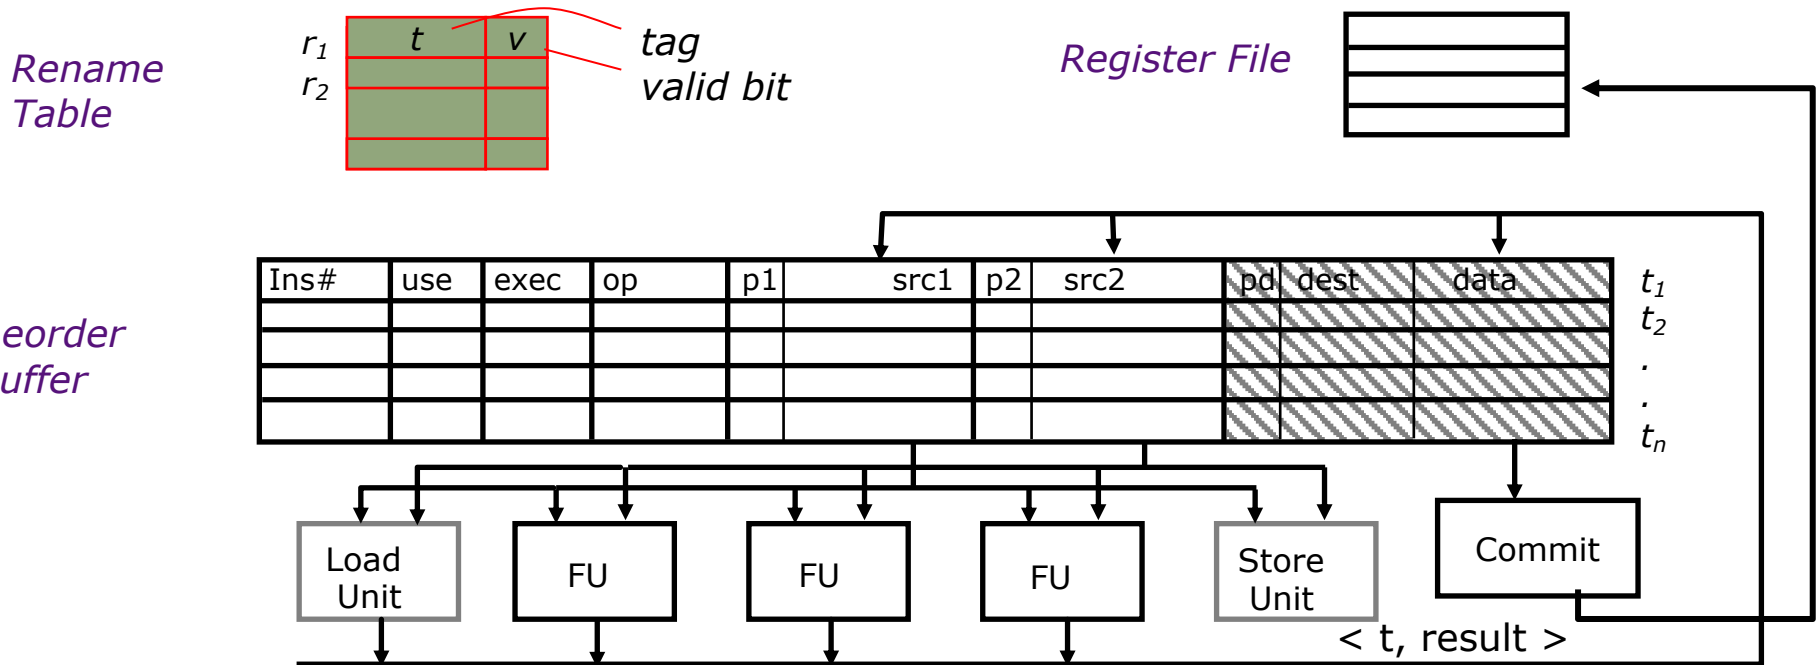 Rename
Table
r1
r2
t v
tag
valid bit
Register File
eorder
uffer
Ins# use exec op p1 src1 p2 src2 pd dest data
t1
t2
.
.
tn
Load
Unit
FU
FU
FU
Store
Unit
Commit
< t, result >